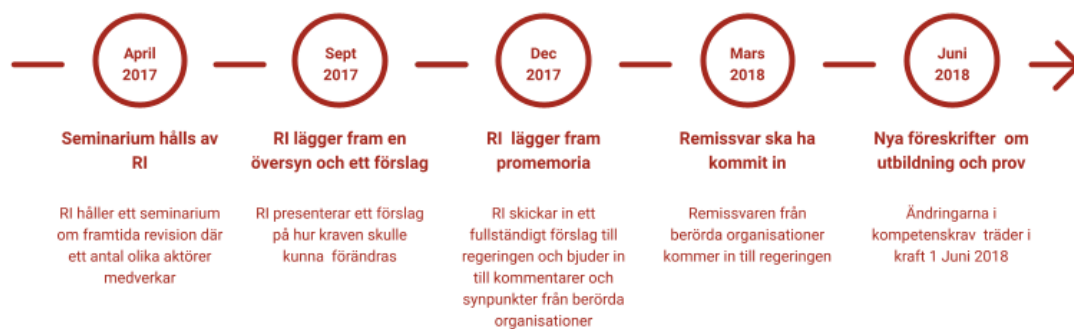 April
2017
Sept
2017
Dec
2017
Mars
2018
Juni
2018
Seminarium hålls av
RI
RI håller ett seminarium
om framtida revision där
ett antal olika aktörer
medverkar
RI lägger fram en
översyn och ett förslag
RI presenterar ett förslag
på hur kraven skulle
kunna förändras
RI lägger fram
promemoria
RI skickar in ett
fullständigt förslag till
regeringen och bjuder in
till kommentarer och
synpunkter från berörda
organisationer
Remissvar ska ha
kommit in
Remissvaren från
berörda organisationer
kommer in till regeringen
Nya föreskrifter om
utbildning och prov
Ändringarna i
kompetenskrav träder i
kraft 1 Juni 2018